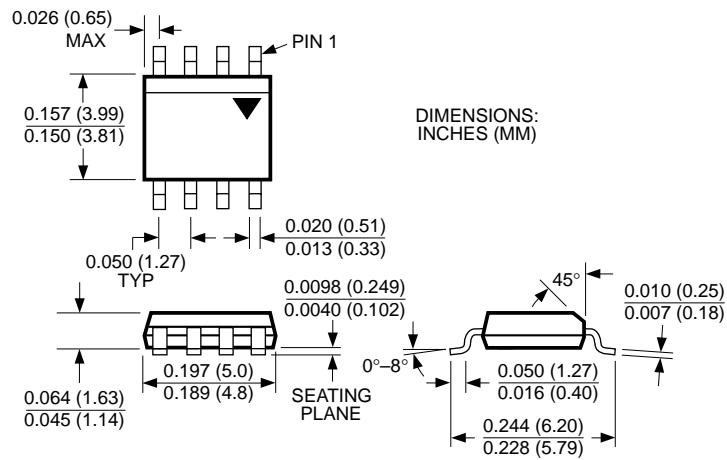 0.026 (0.65)
MAX
PIN 1
0.157 (3.99)
0.150 (3.81)
DIMENSIONS:
INCHES (MM)
0.020 (0.51)
0.013 (0.33)
0.050 (1.27)
TYP
0.0098 (0.249)
0.0040 (0.102)
45°
0.010 (0.25)
0.007 (0.18)
0°–8°
0.064 (1.63)
0.045 (1.14)
0.197 (5.0)
0.189 (4.8)
SEATING
PLANE
0.050 (1.27)
0.016 (0.40)
0.244 (6.20)
0.228 (5.79)